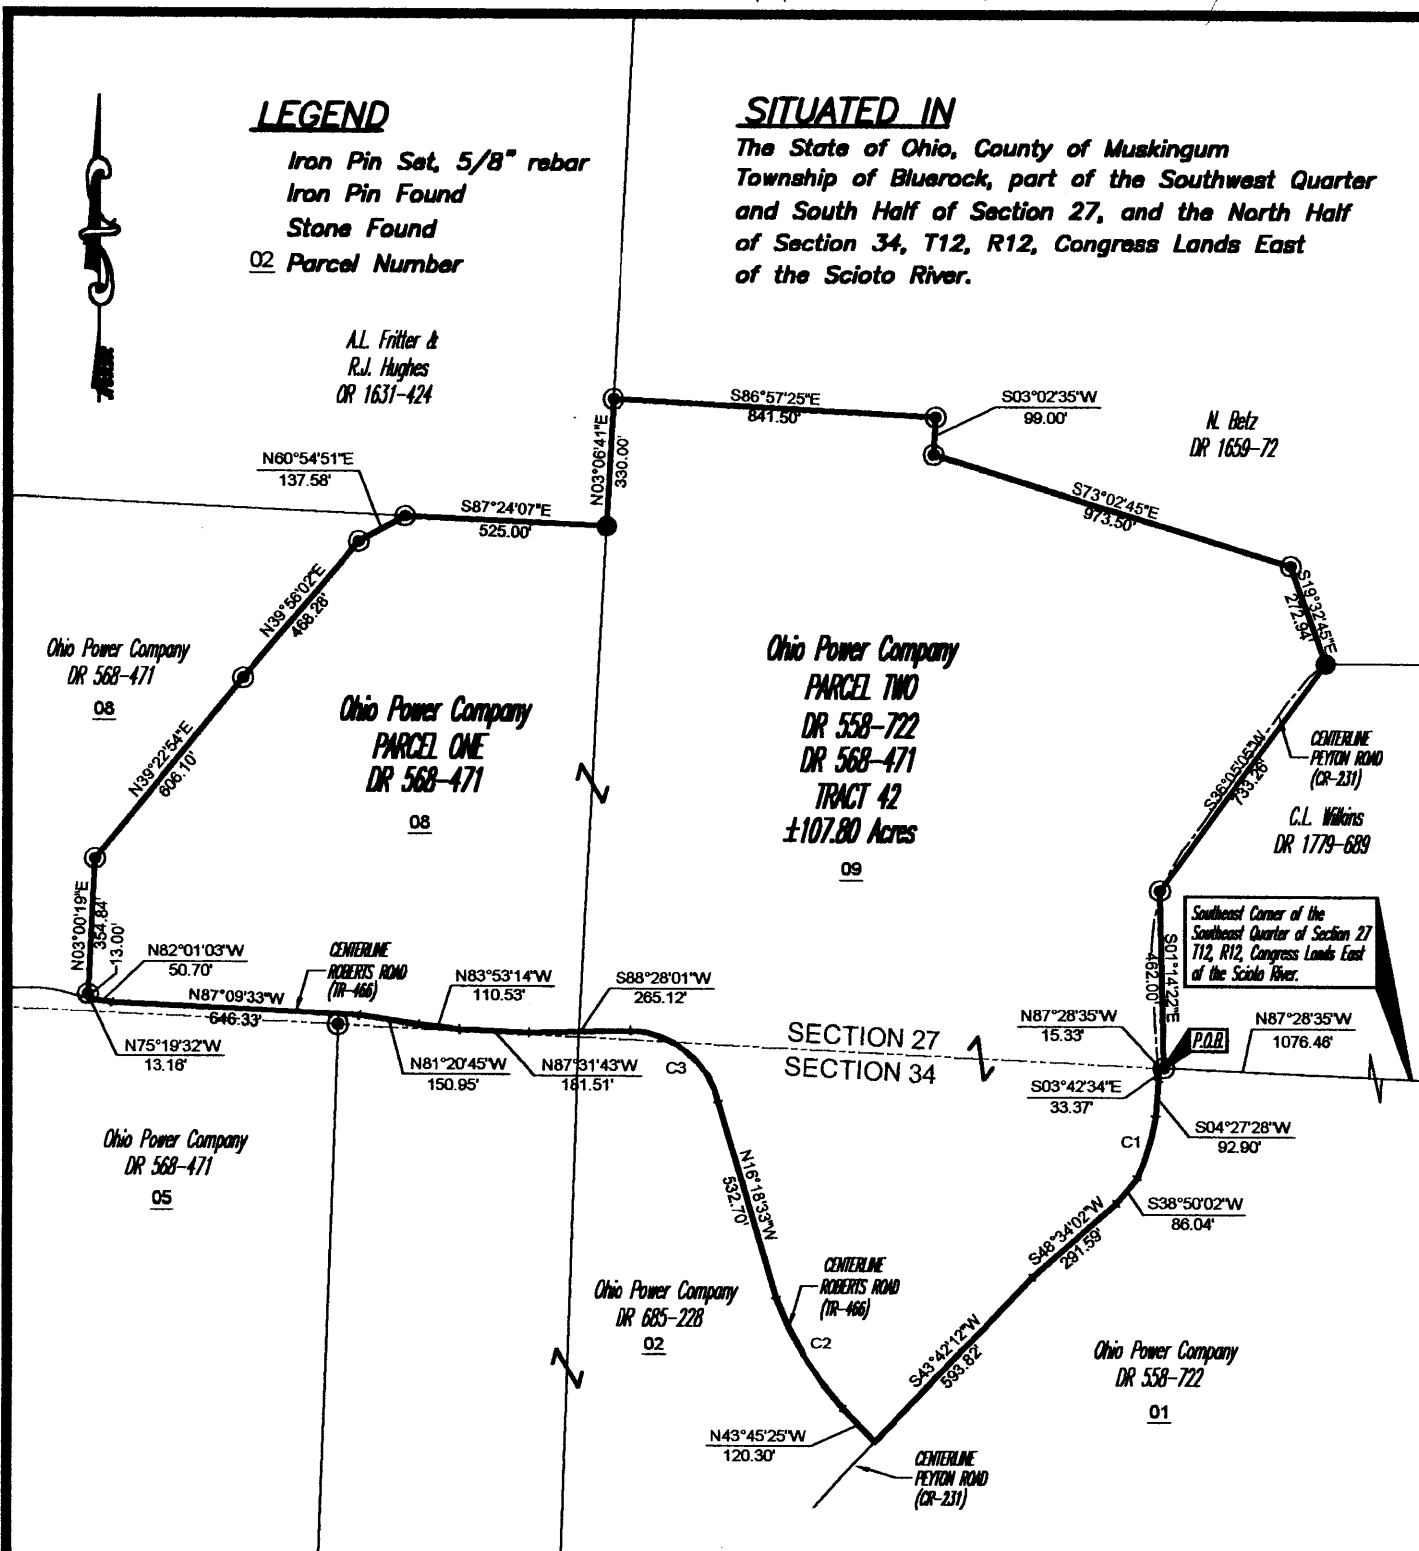 LEGEND
Iron Pin Set, 5/8" rebar
Iron Pin Found
Stone Found
02 Parcel Number
SITUATED IN
The State of Ohio, County of Muskingum
Township of Bluerock, part of the Southwest Quarter
and South Half of Section 27, and the North Half
of Section 34, T12, R12, Congress Lands East
of the Scioto River.
A.L. Fritter &
R.J. Hughes
OR 1631-424
S86°57'25"E
841.50'
S03°02'35"W
99.00'
N. Betz
DR 1659-72
N03°06'41"E
330.00'
N60°54'51"E
137.58'
S87°24'07"E
525.00'
S73°02'45"E
973.50'
S19°32'45"E
272.94'
N39°56'02"E
468.28'
Ohio Power Company
DR 568-471
08
Ohio Power Company
PARCEL ONE
DR 568-471
08
Ohio Power Company
PARCEL TWO
DR 558-722
DR 568-471
TRACT 42
±107.80 Acres
09
S36°05'05"W
733.26'
CENTERLINE
PEYTON ROAD
(CR-231)
C.L. Wilkins
DR 1779-689
N39°22'54"E
606.10'
N03°00'19"E
354.84'
13.00'
N82°01'03"W
50.70'
N87°09'33"W
646.33'
CENTERLINE
ROBERTS ROAD
(TR-466)
N83°53'14"W
110.53'
S88°28'01"W
265.12'
S01°14'22"E
462.00'
Southeast Corner of the
Southeast Quarter of Section 27
T12, R12, Congress Lands East
of the Scioto River.
N87°28'35"W
15.33'
P.O.B.
N87°28'35"W
1076.46'
SECTION 27
SECTION 34
N75°19'32"W
13.16'
N81°20'45"W
150.95'
N87°31'43"W
181.51'
C3
S03°42'34"E
33.37'
S04°27'28"W
92.90'
C1
Ohio Power Company
DR 568-471
05
N16°18'33"W
532.70'
S38°50'02"W
86.04'
S48°34'02"W
291.59'
CENTERLINE
ROBERTS ROAD
(TR-466)
Ohio Power Company
DR 685-228
02
C2
S43°42'12"W
593.82'
Ohio Power Company
DR 558-722
01
N43°45'25"W
120.30'
CENTERLINE
PEYTON ROAD
(CR-231)